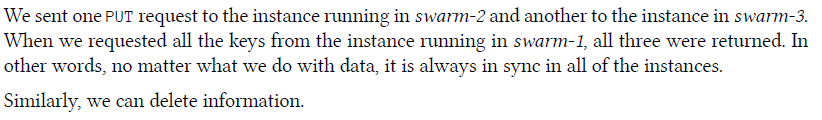 We sent one PUT request to the instance running in swarm-2 and another to the instance in swarm-3.
When we requested all the keys from the instance running in swarm-1, all three were returned. In
other words, no matter what we do with data, it is always in sync in all of the instances.
Similarly, we can delete information.